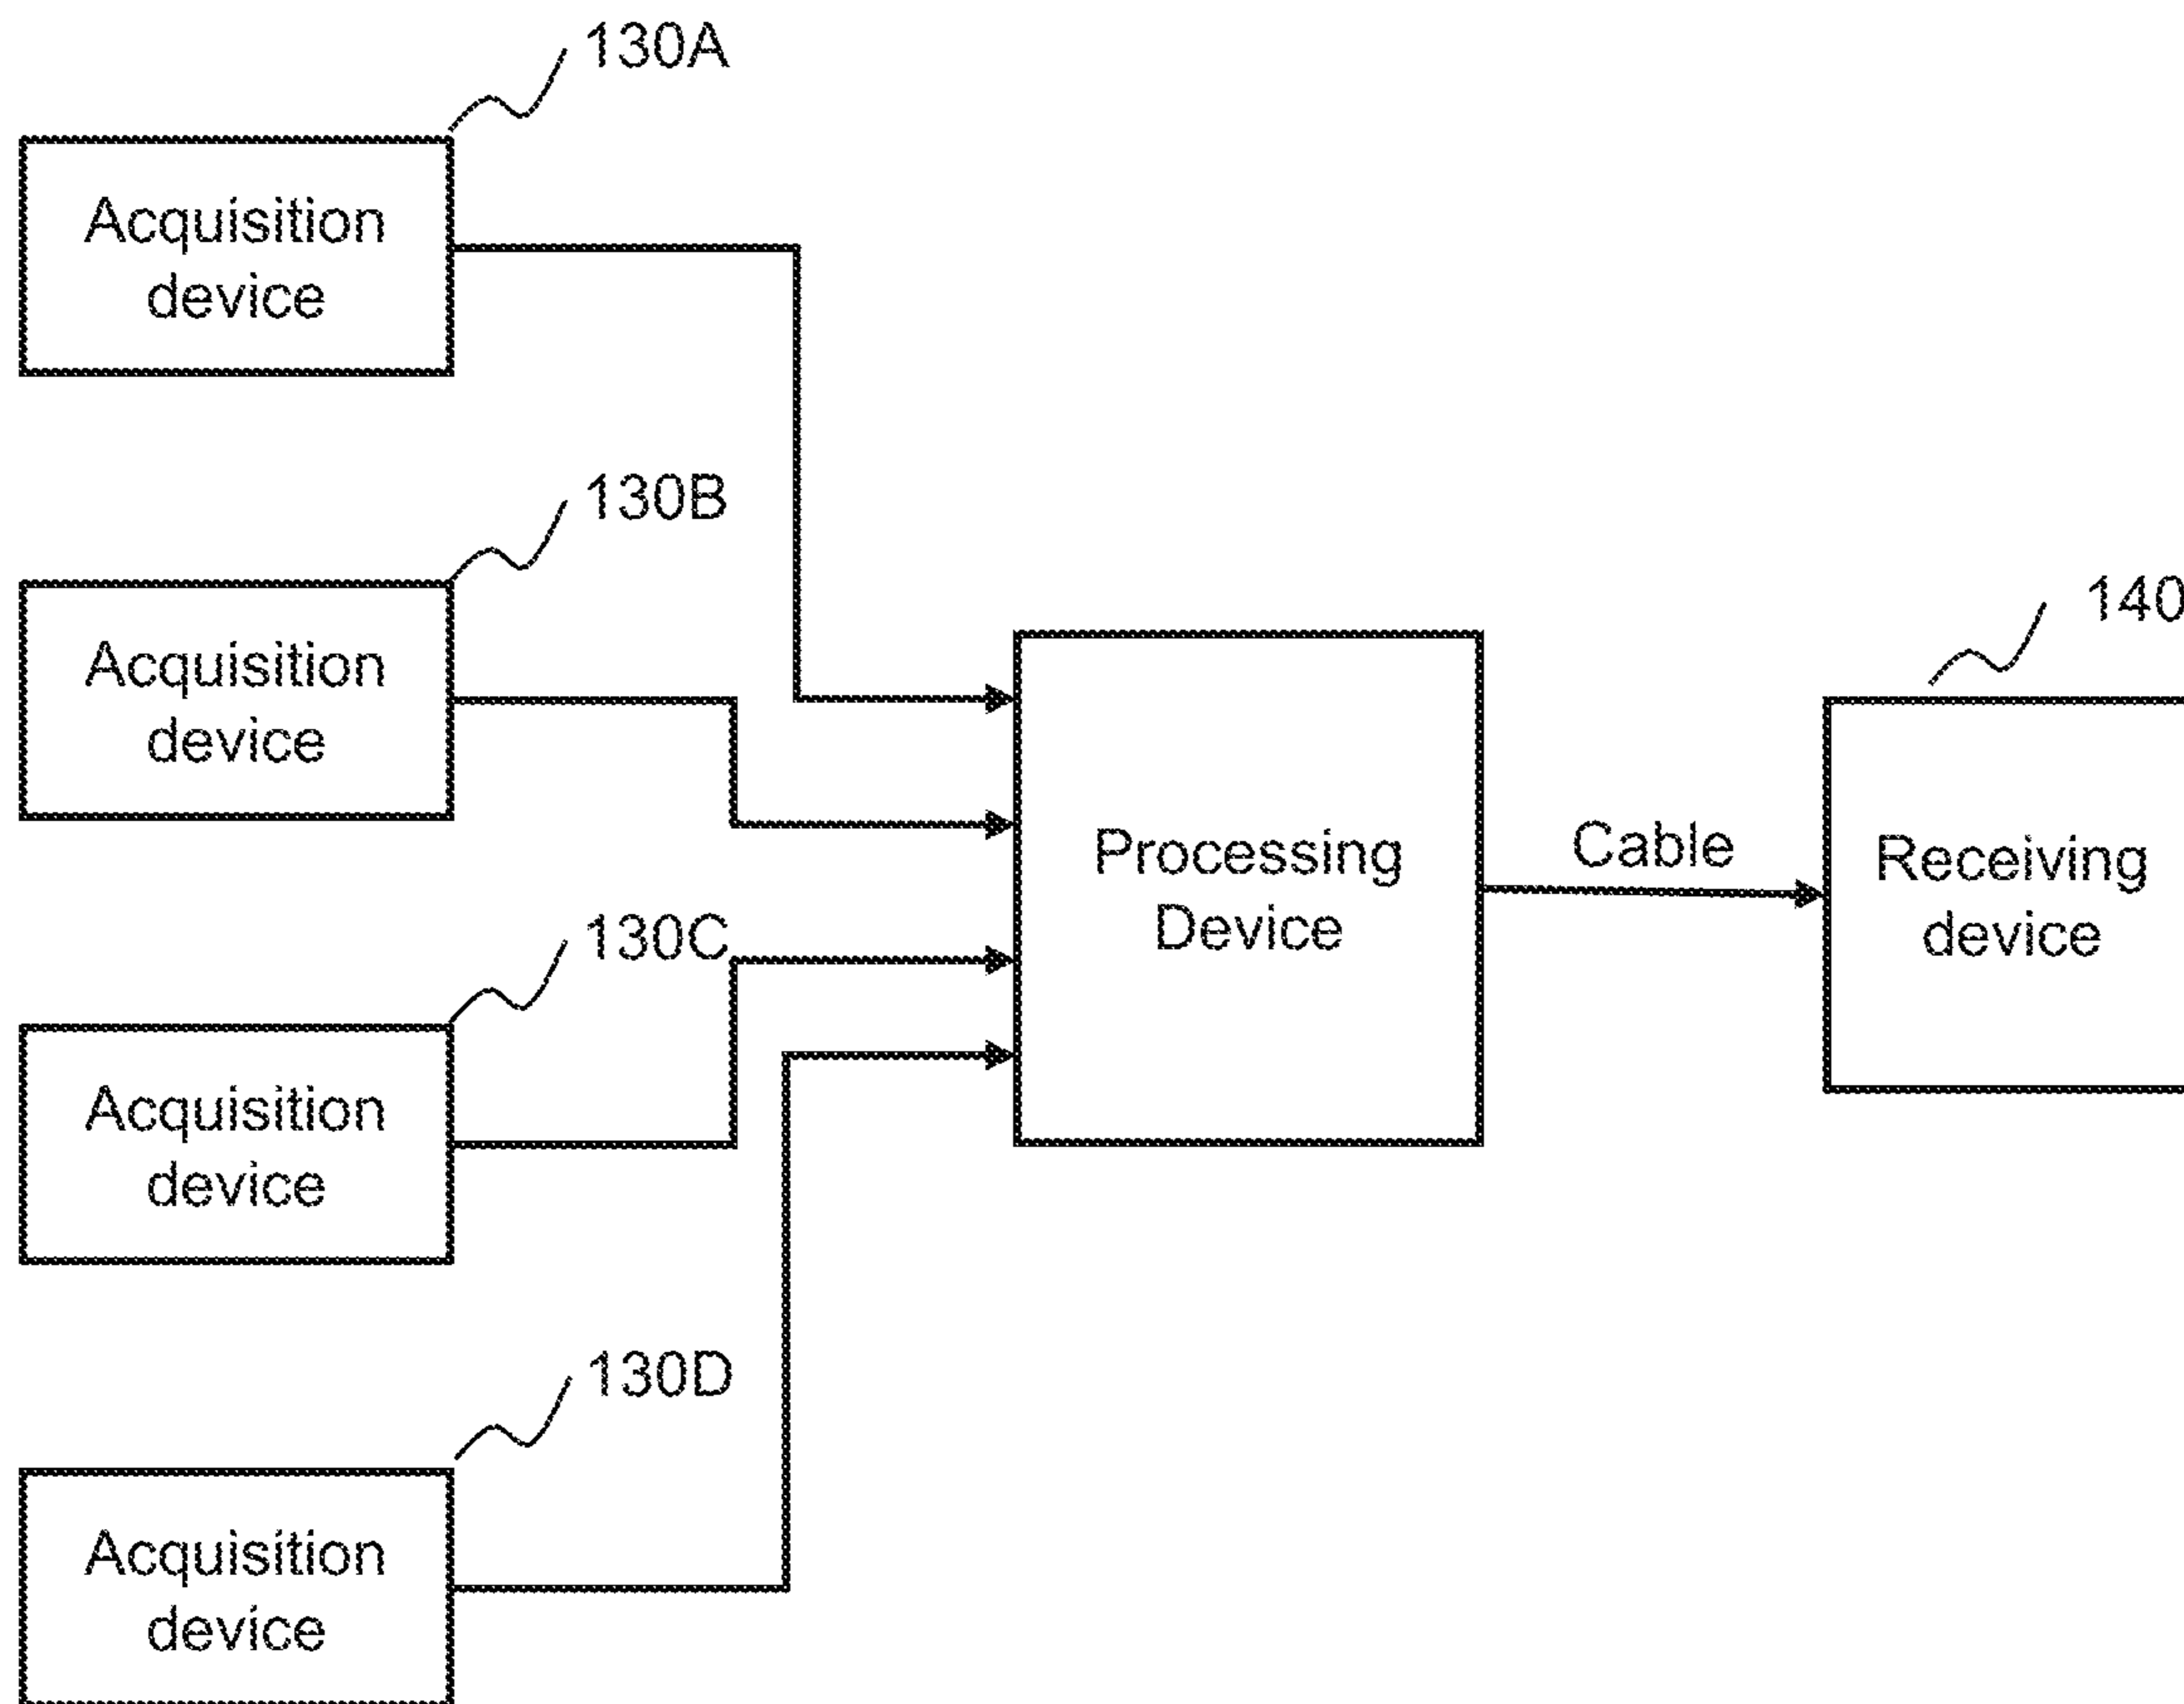 130A
Acquisition
device
130B
Acquisition
device
130C
Acquisition
device
130D
Acquisition
device
Processing
Device
Cable
140
Receiving
device